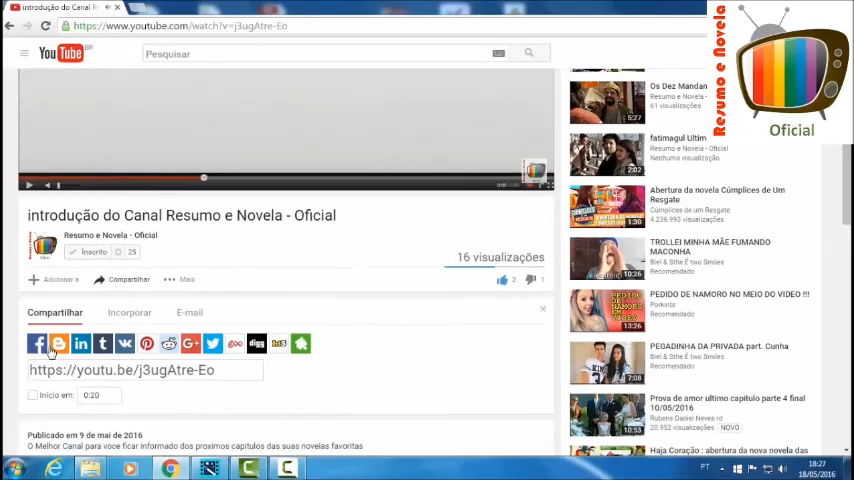 introdução do Canal R
https://www.youtube.com/watch?v=j3ugAtre-Eo
YouTube BR
Pesquisar
Resumo e Novela
Oficial
introdução do Canal Resumo e Novela - Oficial
Resumo e Novela - Oficial
Inscrito 25
16 visualizações
Adicionar a
Compartilhar
Mais
2
1
Compartilhar
Incorporar
E-mail
https://youtu.be/j3ugAtre-Eo
Início em:
0:20
Publicado em 9 de mai de 2016
O Melhor Canal para voce ficar informado dos proximos capitulos das suas novelas favoritas
Os Dez Mandan
Resumo e Novela -
61 visualizações
5:27
fatimagul Ultimo
Resumo e Novela -
Nenhuma visualização
2:02
Abertura da novela Cúmplices de Um
Resgate
Cúmplices de um Resgate
4.236.993 visualizações
1:30
TROLLEI MINHA MÃE FUMANDO
MACONHA
Biel & Sthe É two Smiles
Recomendado
10:26
PEDIDO DE NAMORO NO MEIO DO VIDEO !!!
Recomendado
PEDIDO DE
NAMORO
13:26
PEGADINHA DA PRIVADA part. Cunha
Biel & Sthe É two Smiles
Recomendado
7:08
Prova de amor ultimo capitulo parte 4 final
10/05/2016
Rubens Daniel Neves rd
20.952 visualizações NOVO
10:53
Haja Coração : abertura da nova novela das
PT
18:27
18/05/2016